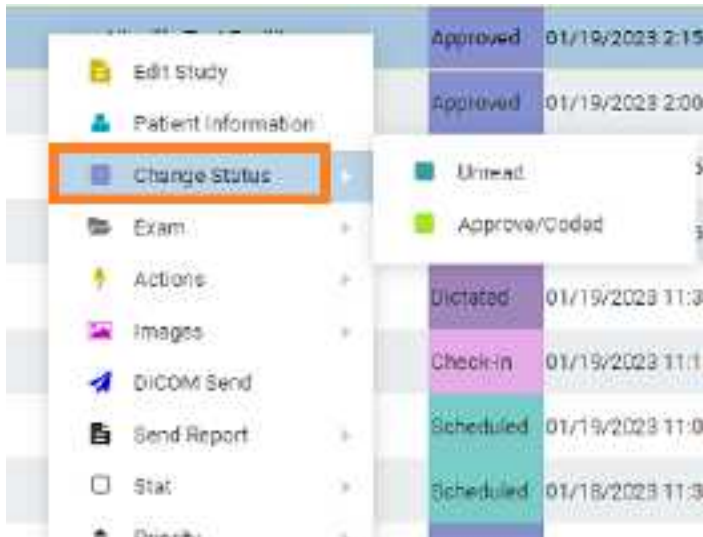 Approved 01/19/2023 2:15
Edit Study
Approved 01/19/2023 2:00
Patient Information
Change Status
Unread
Exam
Approve/Coded
Actions
Dictated 01/19/2023 11:3
Images
Check-In 01/19/2023 11:1
DICOM Send
Send Report
Scheduled 01/19/2023 11:0
Stat
Scheduled 01/18/2023 11:3
Priority